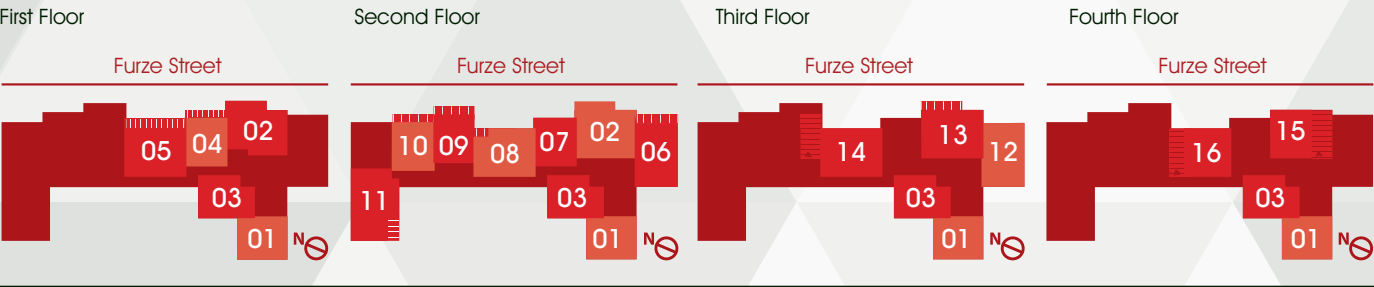 First Floor
Second Floor
Third Floor
Fourth Floor
Furze Street
Furze Street
Furze Street
Furze Street
05
04
02
03
01
N
10
09
08
07
02
06
11
03
01
N
14
13
12
03
01
N
16
15
03
01
N